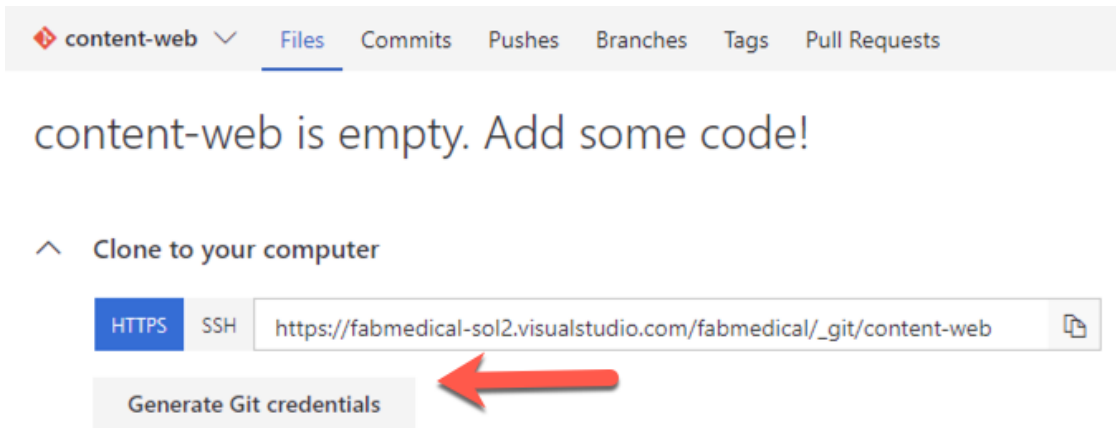 content-web Files Commits Pushes Branches Tags Pull Requests
content-web is empty. Add some code!
Clone to your computer
HTTPS SSH https://fabmedical-sol2.visualstudio.com/fabmedical/_git/content-web
Generate Git credentials